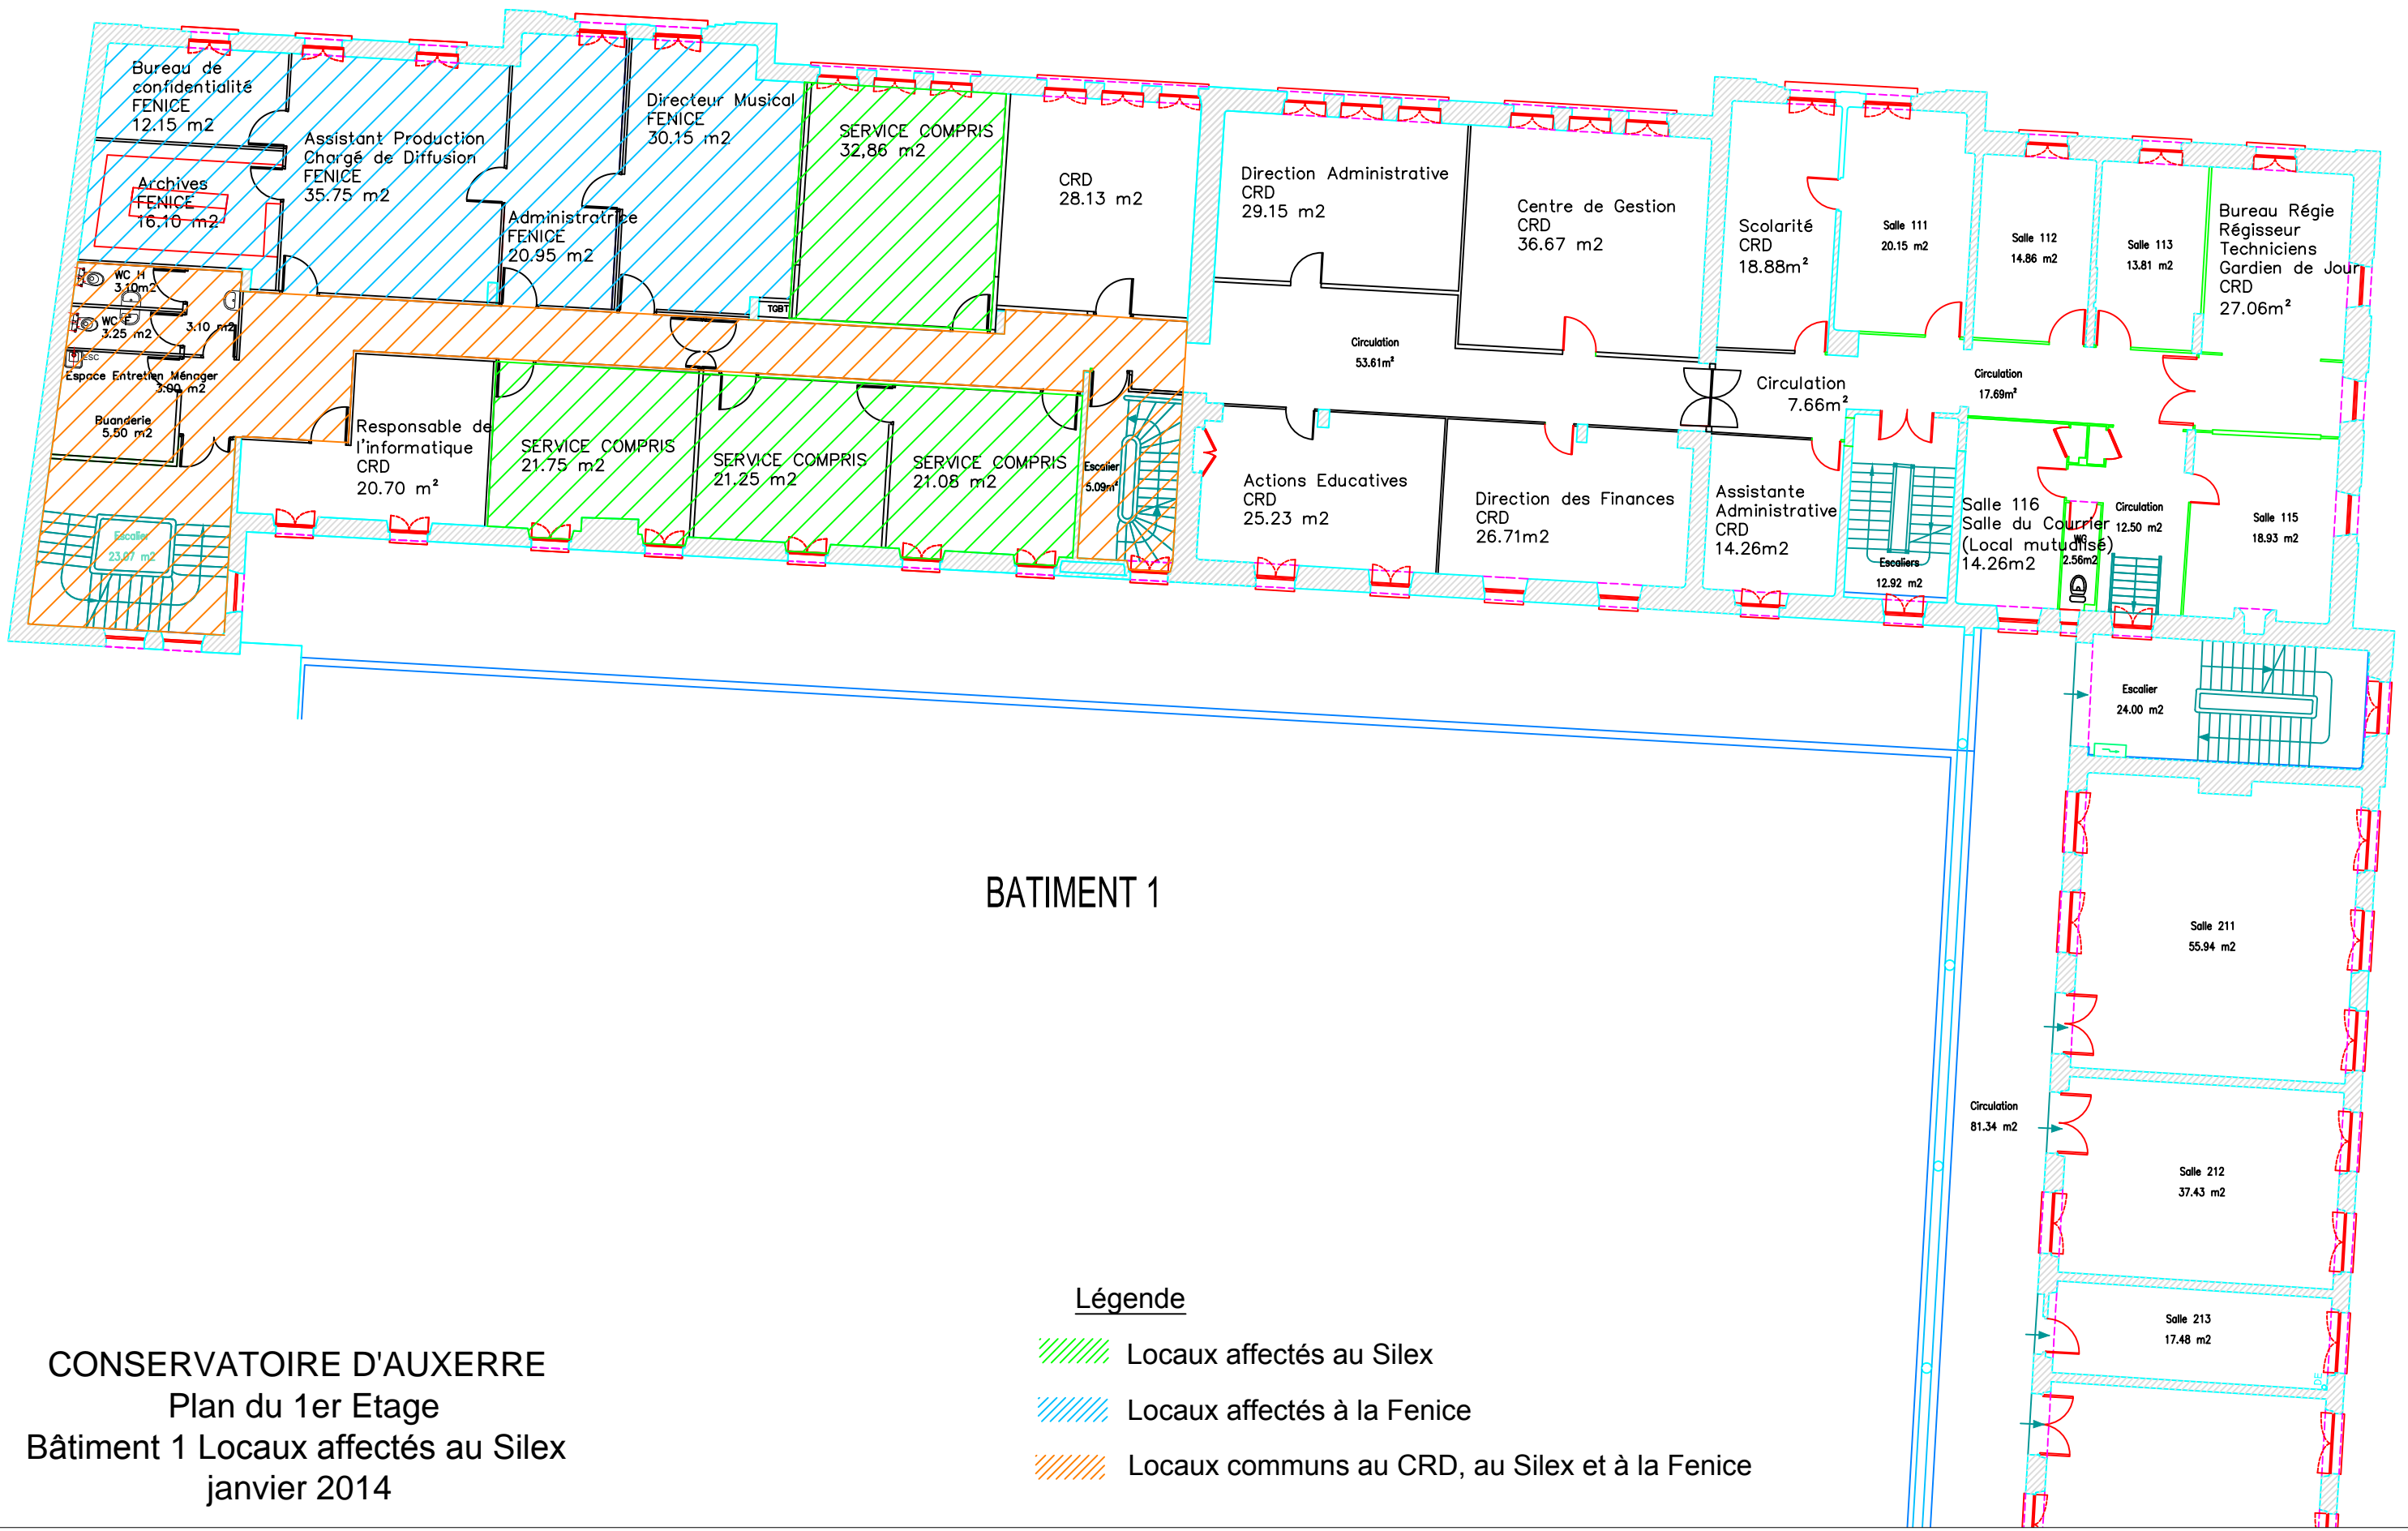 Bureau de
confidentialité
FENICE
12.15 m2
Assistant Production
Chargé de Diffusion
FENICE
35.75 m2
Archives
FENICE
16.10 m2
Administratrice
FENICE
20.95 m2
Directeur Musical
FENICE
30.15 m2
SERVICE COMPRIS
32,86 m2
CRD
28.13 m2
Direction Administrative
CRD
29.15 m2
Centre de Gestion
CRD
36.67 m2
Scolarité
CRD
18.88m²
Salle 111
20.15 m2
Salle 112
14.86 m2
Salle 113
13.81 m2
Bureau Régie
Régisseur
Techniciens
Gardien de Jour
CRD
27.06m²
WC H
3.10m2
WC F
3.25 m2
3.10 m2
ESC
Espace Entretien Ménager
3.00 m2
Buanderie
5.50 m2
TGBT
Circulation
53.61m²
Circulation
7.66m²
Circulation
17.69m²
Responsable de
l'informatique
CRD
20.70 m²
SERVICE COMPRIS
21.75 m2
SERVICE COMPRIS
21.25 m2
SERVICE COMPRIS
21.08 m2
Escalier
5.09m²
Actions Educatives
CRD
25.23 m2
Direction des Finances
CRD
26.71m2
Assistante
Administrative
CRD
14.26m2
Escaliers
12.92 m2
Salle 116
Salle du Courrier
(Local mutualisé)
14.26m2
WC
2.56m2
Circulation
12.50 m2
Salle 115
18.93 m2
Escalier
23.07 m2
Escalier
24.00 m2
BATIMENT 1
Salle 211
55.94 m2
Circulation
81.34 m2
Salle 212
37.43 m2
Salle 213
17.48 m2
DE
Légende
Locaux affectés au Silex
Locaux affectés à la Fenice
Locaux communs au CRD, au Silex et à la Fenice
CONSERVATOIRE D'AUXERRE
Plan du 1er Etage
Bâtiment 1 Locaux affectés au Silex
janvier 2014